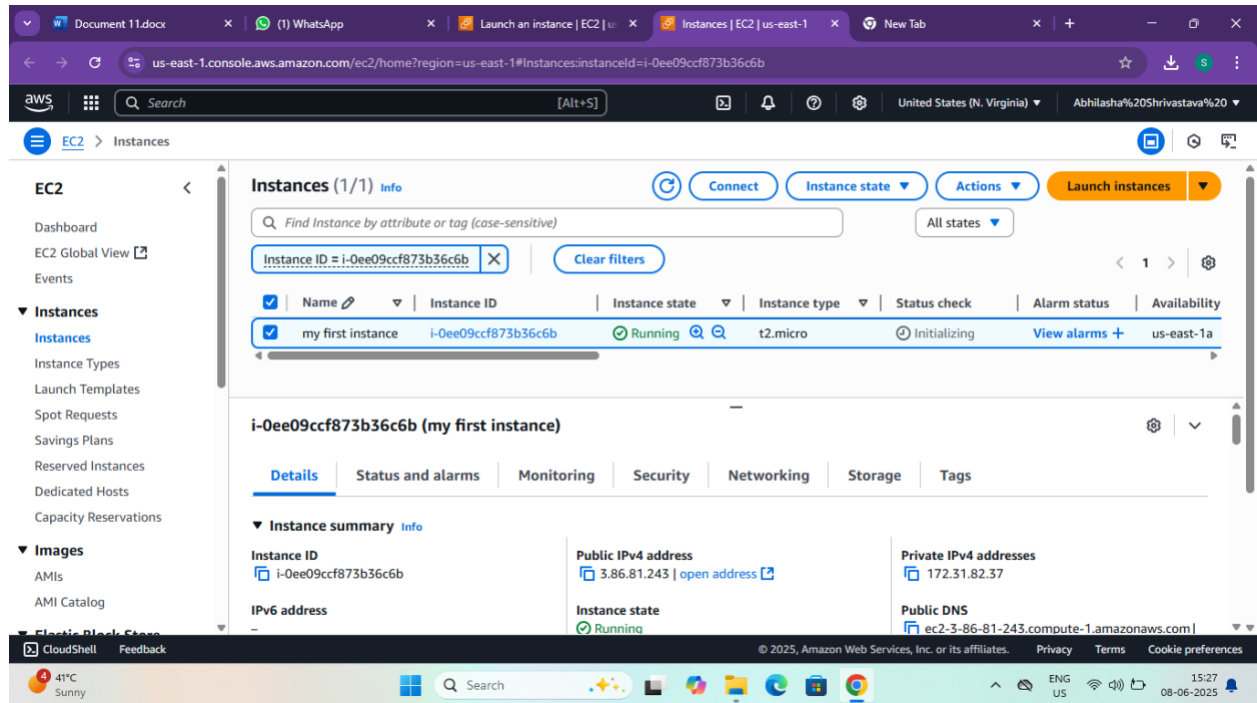 Document 11.docx
(1) WhatsApp
Launch an instance | EC2 | u
Instances | EC2 | us-east-1
New Tab
us-east-1.console.aws.amazon.com/ec2/home?region=us-east-1#Instances:instanceId=i-0ee09ccf873b36c6b
S
aws
Search
[Alt+S]
United States (N. Virginia)
Abhilasha%20Shrivastava%20
EC2 > Instances
EC2
Dashboard
EC2 Global View
Events
Instances
Instances
Instance Types
Launch Templates
Spot Requests
Savings Plans
Reserved Instances
Dedicated Hosts
Capacity Reservations
Images
AMIs
AMI Catalog
Elastic Block Store
Instances (1/1) Info
Connect
Instance state
Actions
Launch instances
Find Instance by attribute or tag (case-sensitive)
All states
Instance ID = i-0ee09ccf873b36c6b
Clear filters
1
Name Instance ID Instance state Instance type Status check Alarm status Availability
my first instance i-0ee09ccf873b36c6b Running t2.micro Initializing View alarms + us-east-1a
i-0ee09ccf873b36c6b (my first instance)
Details Status and alarms Monitoring Security Networking Storage Tags
Instance summary Info
Instance ID
i-0ee09ccf873b36c6b
Public IPv4 address
3.86.81.243 | open address
Private IPv4 addresses
172.31.82.37
IPv6 address
–
Instance state
Running
Public DNS
ec2-3-86-81-243.compute-1.amazonaws.com |
CloudShell Feedback
© 2025, Amazon Web Services, Inc. or its affiliates. Privacy Terms Cookie preferences
4
41°C
Sunny
Search
ENG
US
15:27
08-06-2025